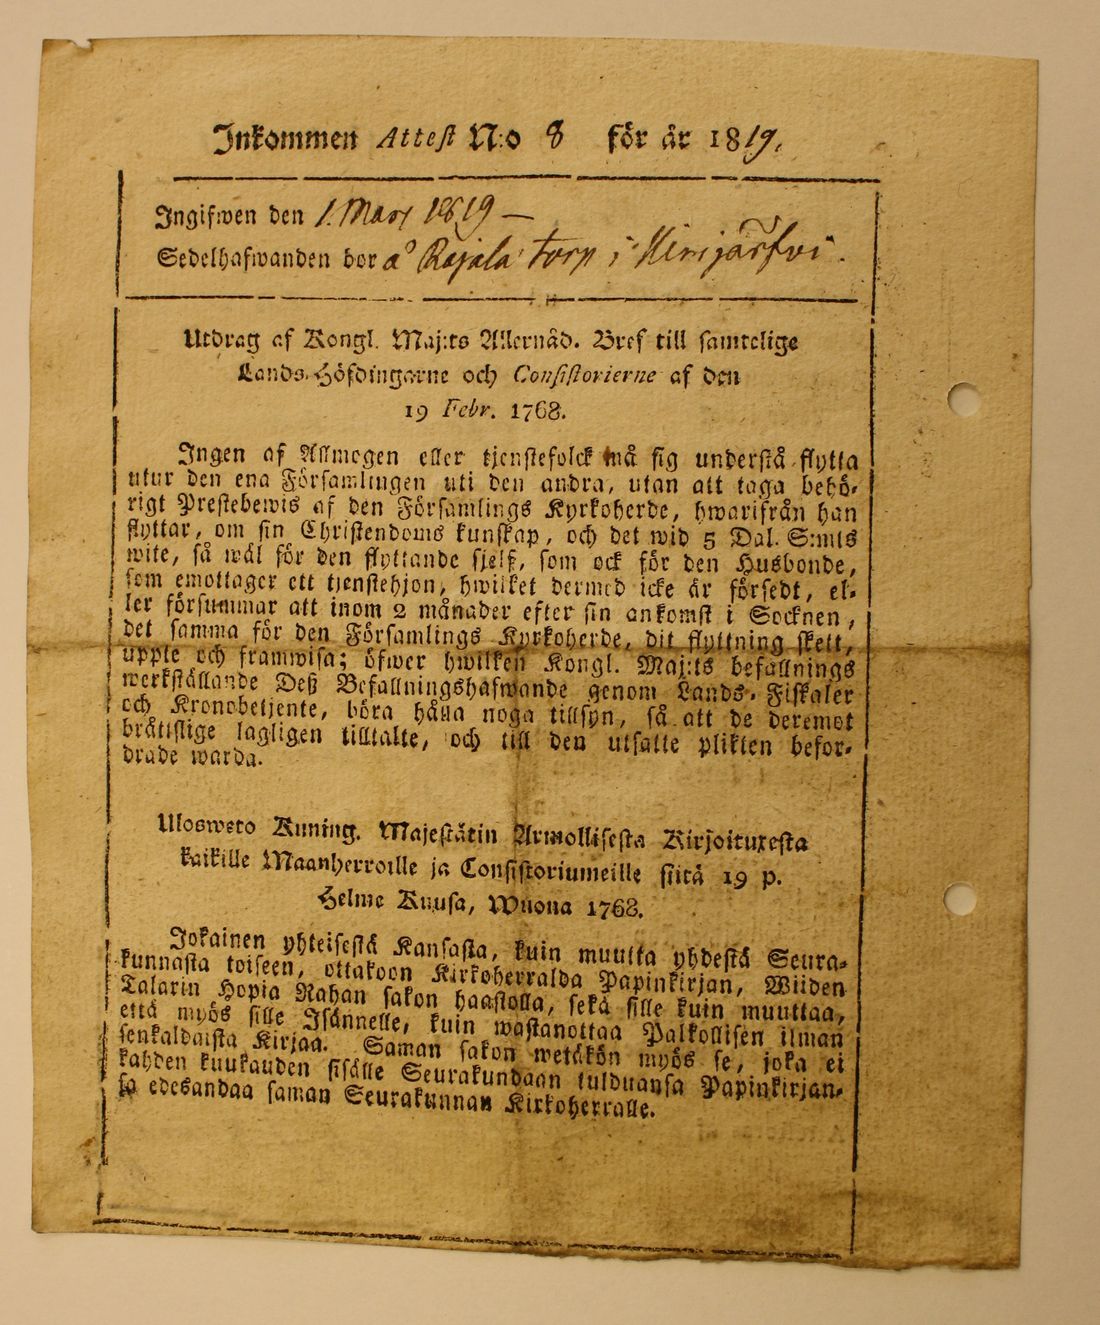 Inkommen Attest N:o 8 för år 1819.
Ingifwen den 1. Mars 1819 —
Sedelhafwanden bor å Rajala torp i Hirsjärfvi.
Utdrag af Kongl. Maj:ts Allernåd. Bref till samtelige
Lands-Höfdingarne och Consistorierne af den
19 Febr. 1768.
Ingen af Allmogen eller tjenstefolck må sig understå flytta
utur den ena Församlingen uti den andra, utan att taga behö-
rigt Prestebewis af den Församlings Kyrkoherde, hwarifrån han
flyttar, om sin Christendoms kunskap, och det wid 5 Dal. S:mts
wite, så wäl för den flyttande sjelf, som ock för den Husbonde,
som emottager ett tjenstehjon, hwilket dermed icke är försedt, el-
ler försummar att inom 2 månader efter sin ankomst i Socknen,
det samma för den Församlings Kyrkoherde, dit flyttning skett,
uppte och framwisa; öfwer hwilken Kongl. Maj:ts befallnings
werkställande Deß Befallningshafwande genom Lands-Fiskaler
och Kronobetjente, böra hålla noga tillsyn, så att de deremot
bråttslige lagligen tilltalte, och till den utsatte plikten befor-
drade warda.
Ulosweto Kuning. Majestätin Armollisesta Kirjoituxesta
kaikille Maanherroille ja Consistoriumeille siitä 19 p.
Helme Kuusa, Wuona 1768.
Jokainen yhteisestä Kansasta, kuin muutta yhdestä Seura-
kunnasta toiseen, ottakoon Kirkoherralda Papinkirjan, Wiiden
Talarin Hopia Rahan sakon haastolla, sekä sille kuin muuttaa,
että myös sille Isännelle, kuin wastanottaa Palkollisen ilman
senkaldaista Kirjaa. Saman sakon wetäkön myös se, joka ei
kahden kuukauden sisälle Seurakundaan tulduansa Papinkirjan-
sa edesandaa saman Seurakunnan Kirkoherralle.